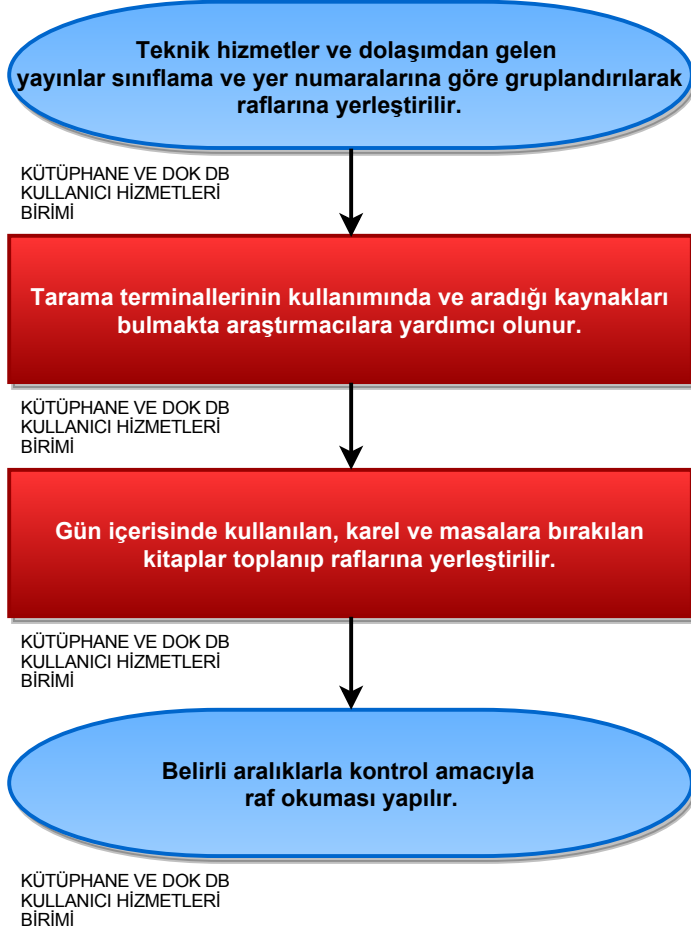 Teknik hizmetler ve dolaşımdan gelen
yayınlar sınıflama ve yer numaralarına göre gruplandırılarak
raflarına yerleştirilir.
KÜTÜPHANE VE DOK DB
KULLANICI HİZMETLERİ
BİRİMİ
Tarama terminallerinin kullanımında ve aradığı kaynakları
bulmakta araştırmacılara yardımcı olunur.
KÜTÜPHANE VE DOK DB
KULLANICI HİZMETLERİ
BİRİMİ
Gün içerisinde kullanılan, karel ve masalara bırakılan
kitaplar toplanıp raflarına yerleştirilir.
KÜTÜPHANE VE DOK DB
KULLANICI HİZMETLERİ
BİRİMİ
Belirli aralıklarla kontrol amacıyla
raf okuması yapılır.
KÜTÜPHANE VE DOK DB
KULLANICI HİZMETLERİ
BİRİMİ